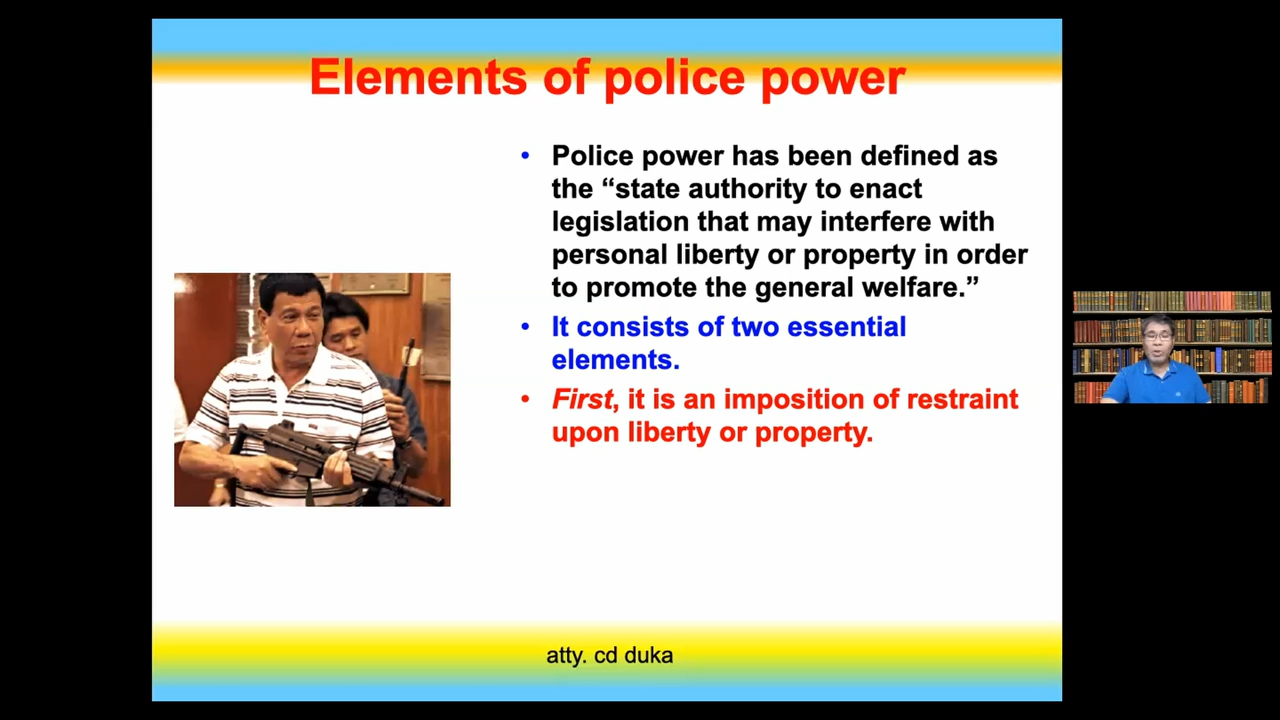 Elements of police power
• Police power has been defined as
the “state authority to enact
legislation that may interfere with
personal liberty or property in order
to promote the general welfare.”
• It consists of two essential
elements.
• First, it is an imposition of restraint
upon liberty or property.
atty. cd duka